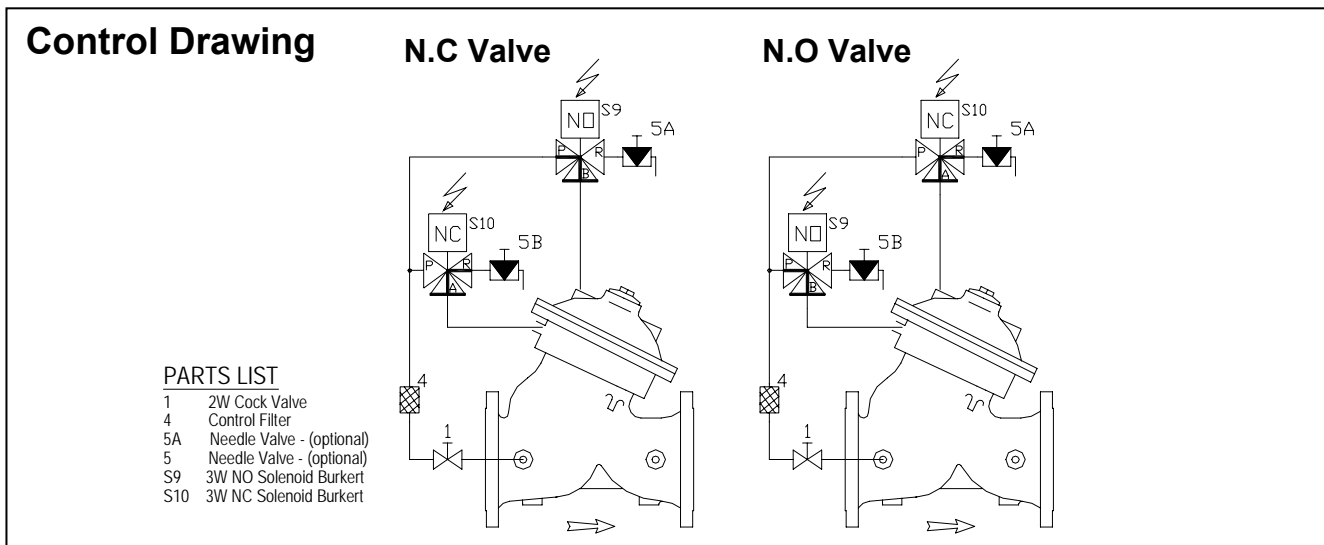 Control Drawing
N.C Valve
N.O Valve
NO
S9
5A
P
R
B
NC
S10
5B
P
R
A
4
1
NC
S10
5A
P
R
A
NO
S9
5B
P
R
B
4
1
PARTS LIST
1 2W Cock Valve
4 Control Filter
5A Needle Valve - (optional)
5 Needle Valve - (optional)
S9 3W NO Solenoid Burkert
S10 3W NC Solenoid Burkert